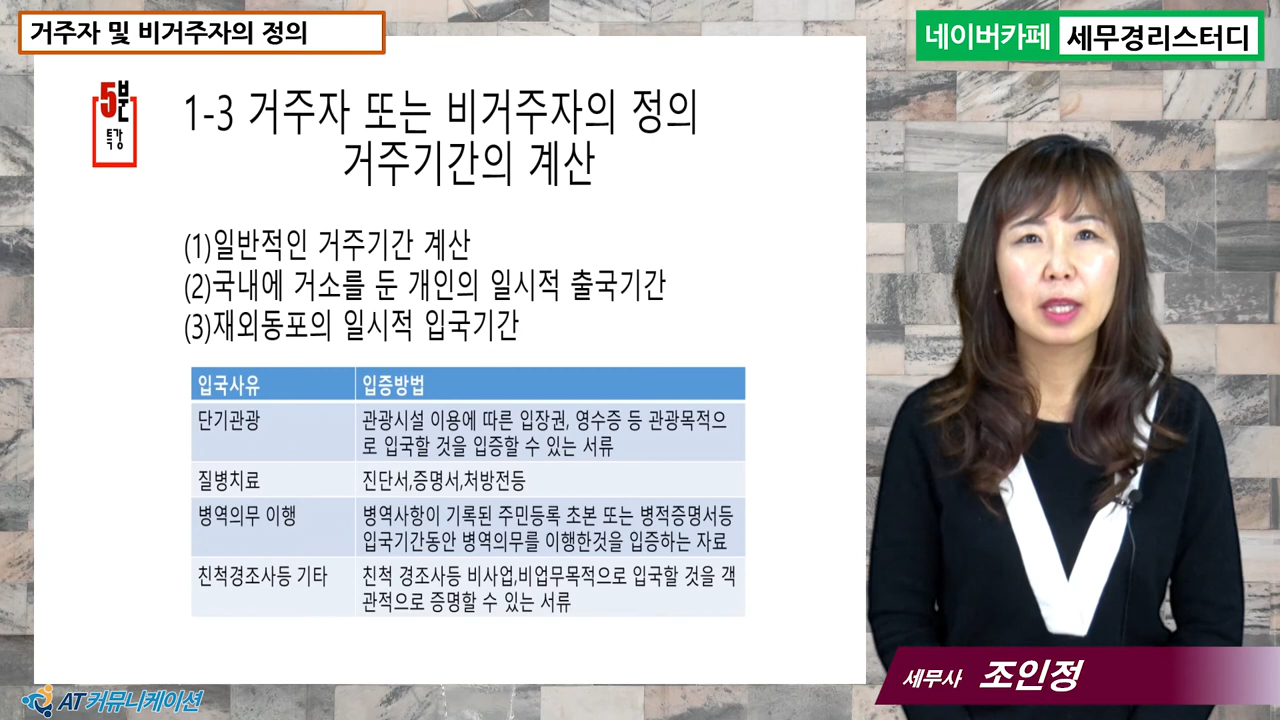 거주자 및 비거주자의 정의
네이버카페 세무경리스터디
5분
특강
1-3 거주자 또는 비거주자의 정의
거주기간의 계산
(1)일반적인 거주기간 계산
(2)국내에 거소를 둔 개인의 일시적 출국기간
(3)재외동포의 일시적 입국기간
입국사유 입증방법
단기관광 관광시설 이용에 따른 입장권, 영수증 등 관광목적으
로 입국할 것을 입증할 수 있는 서류
질병치료 진단서,증명서,처방전등
병역의무 이행 병역사항이 기록된 주민등록 초본 또는 병적증명서등
입국기간동안 병역의무를 이행한것을 입증하는 자료
친척경조사등 기타 친척 경조사등 비사업,비업무목적으로 입국할 것을 객
관적으로 증명할 수 있는 서류
세무사 조인정
AT커뮤니케이션